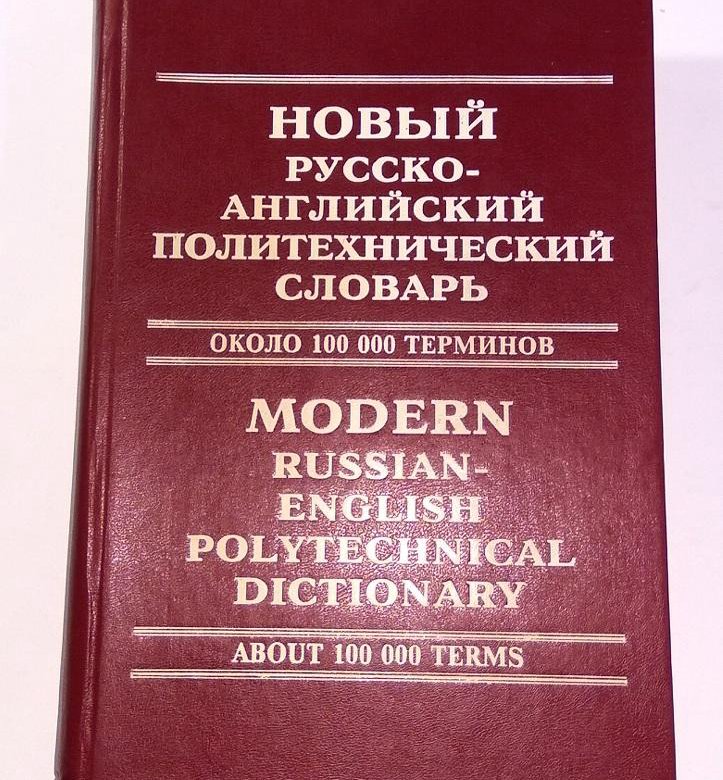 НОВЫЙ
РУССКО-
АНГЛИЙСКИЙ
ПОЛИТЕХНИЧЕСКИЙ
СЛОВАРЬ
ОКОЛО 100 000 ТЕРМИНОВ
MODERN
RUSSIAN-
ENGLISH
POLYTECHNICAL
DICTIONARY
ABOUT 100 000 TERMS